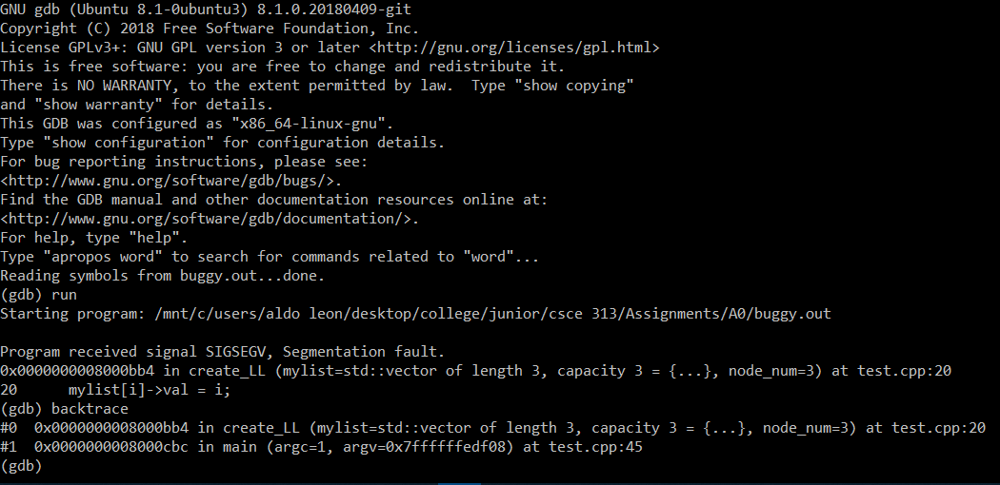 GNU gdb (Ubuntu 8.1-0ubuntu3) 8.1.0.20180409-git
Copyright (C) 2018 Free Software Foundation, Inc.
License GPLv3+: GNU GPL version 3 or later <http://gnu.org/licenses/gpl.html>
This is free software: you are free to change and redistribute it.
There is NO WARRANTY, to the extent permitted by law.  Type "show copying"
and "show warranty" for details.
This GDB was configured as "x86_64-linux-gnu".
Type "show configuration" for configuration details.
For bug reporting instructions, please see:
<http://www.gnu.org/software/gdb/bugs/>.
Find the GDB manual and other documentation resources online at:
<http://www.gnu.org/software/gdb/documentation/>.
For help, type "help".
Type "apropos word" to search for commands related to "word"...
Reading symbols from buggy.out...done.
(gdb) run
Starting program: /mnt/c/users/aldo leon/desktop/college/junior/csce 313/Assignments/A0/buggy.out

Program received signal SIGSEGV, Segmentation fault.
0x0000000008000bb4 in create_LL (mylist=std::vector of length 3, capacity 3 = {...}, node_num=3) at test.cpp:20
20      mylist[i]->val = i;
(gdb) backtrace
#0  0x0000000008000bb4 in create_LL (mylist=std::vector of length 3, capacity 3 = {...}, node_num=3) at test.cpp:20
#1  0x0000000008000cbc in main (argc=1, argv=0x7ffffffedf08) at test.cpp:45
(gdb)